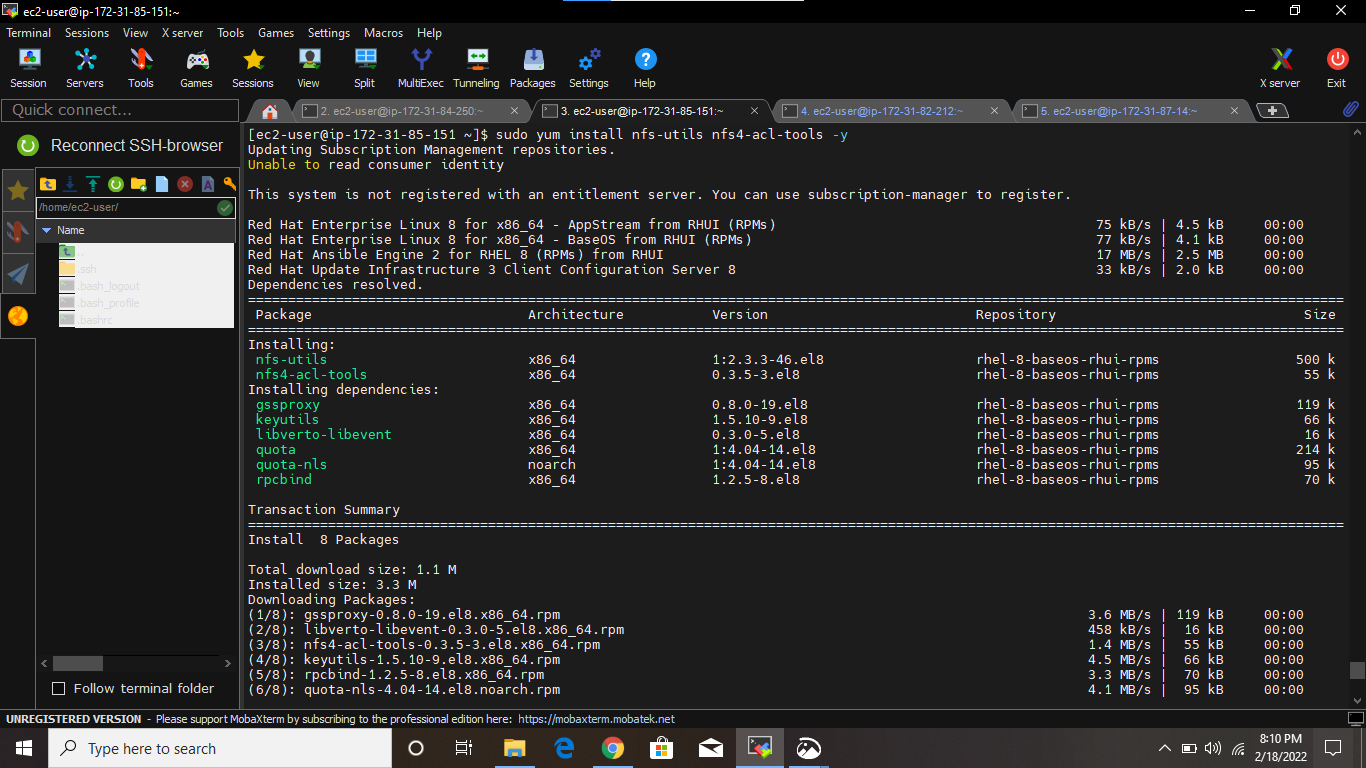 ec2-user@ip-172-31-85-151:~
Terminal Sessions View X server Tools Games Settings Macros Help
Session Servers Tools Games Sessions View Split MultiExec Tunneling Packages Settings Help X server Exit
Quick connect...
2. ec2-user@ip-172-31-84-250:~ 3. ec2-user@ip-172-31-85-151:~ 4. ec2-user@ip-172-31-82-212:~ 5. ec2-user@ip-172-31-87-14:~
Reconnect SSH-browser
/home/ec2-user/
Name
..
.ssh
.bash_logout
.bash_profile
.bashrc
Follow terminal folder
[ec2-user@ip-172-31-85-151 ~]$ sudo yum install nfs-utils nfs4-acl-tools -y
Updating Subscription Management repositories.
Unable to read consumer identity
This system is not registered with an entitlement server. You can use subscription-manager to register.
Red Hat Enterprise Linux 8 for x86_64 - AppStream from RHUI (RPMs) 75 kB/s | 4.5 kB 00:00
Red Hat Enterprise Linux 8 for x86_64 - BaseOS from RHUI (RPMs) 77 kB/s | 4.1 kB 00:00
Red Hat Ansible Engine 2 for RHEL 8 (RPMs) from RHUI 17 MB/s | 2.5 MB 00:00
Red Hat Update Infrastructure 3 Client Configuration Server 8 33 kB/s | 2.0 kB 00:00
Dependencies resolved.
Package Architecture Version Repository Size
Installing:
nfs-utils x86_64 1:2.3.3-46.el8 rhel-8-baseos-rhui-rpms 500 k
nfs4-acl-tools x86_64 0.3.5-3.el8 rhel-8-baseos-rhui-rpms 55 k
Installing dependencies:
gssproxy x86_64 0.8.0-19.el8 rhel-8-baseos-rhui-rpms 119 k
keyutils x86_64 1.5.10-9.el8 rhel-8-baseos-rhui-rpms 66 k
libverto-libevent x86_64 0.3.0-5.el8 rhel-8-baseos-rhui-rpms 16 k
quota x86_64 1:4.04-14.el8 rhel-8-baseos-rhui-rpms 214 k
quota-nls noarch 1:4.04-14.el8 rhel-8-baseos-rhui-rpms 95 k
rpcbind x86_64 1.2.5-8.el8 rhel-8-baseos-rhui-rpms 70 k
Transaction Summary
Install 8 Packages
Total download size: 1.1 M
Installed size: 3.3 M
Downloading Packages:
(1/8): gssproxy-0.8.0-19.el8.x86_64.rpm 3.6 MB/s | 119 kB 00:00
(2/8): libverto-libevent-0.3.0-5.el8.x86_64.rpm 458 kB/s | 16 kB 00:00
(3/8): nfs4-acl-tools-0.3.5-3.el8.x86_64.rpm 1.4 MB/s | 55 kB 00:00
(4/8): keyutils-1.5.10-9.el8.x86_64.rpm 4.5 MB/s | 66 kB 00:00
(5/8): rpcbind-1.2.5-8.el8.x86_64.rpm 3.3 MB/s | 70 kB 00:00
(6/8): quota-nls-4.04-14.el8.noarch.rpm 4.1 MB/s | 95 kB 00:00
UNREGISTERED VERSION - Please support MobaXterm by subscribing to the professional edition here: https://mobaxterm.mobatek.net
Type here to search
8:10 PM
2/18/2022